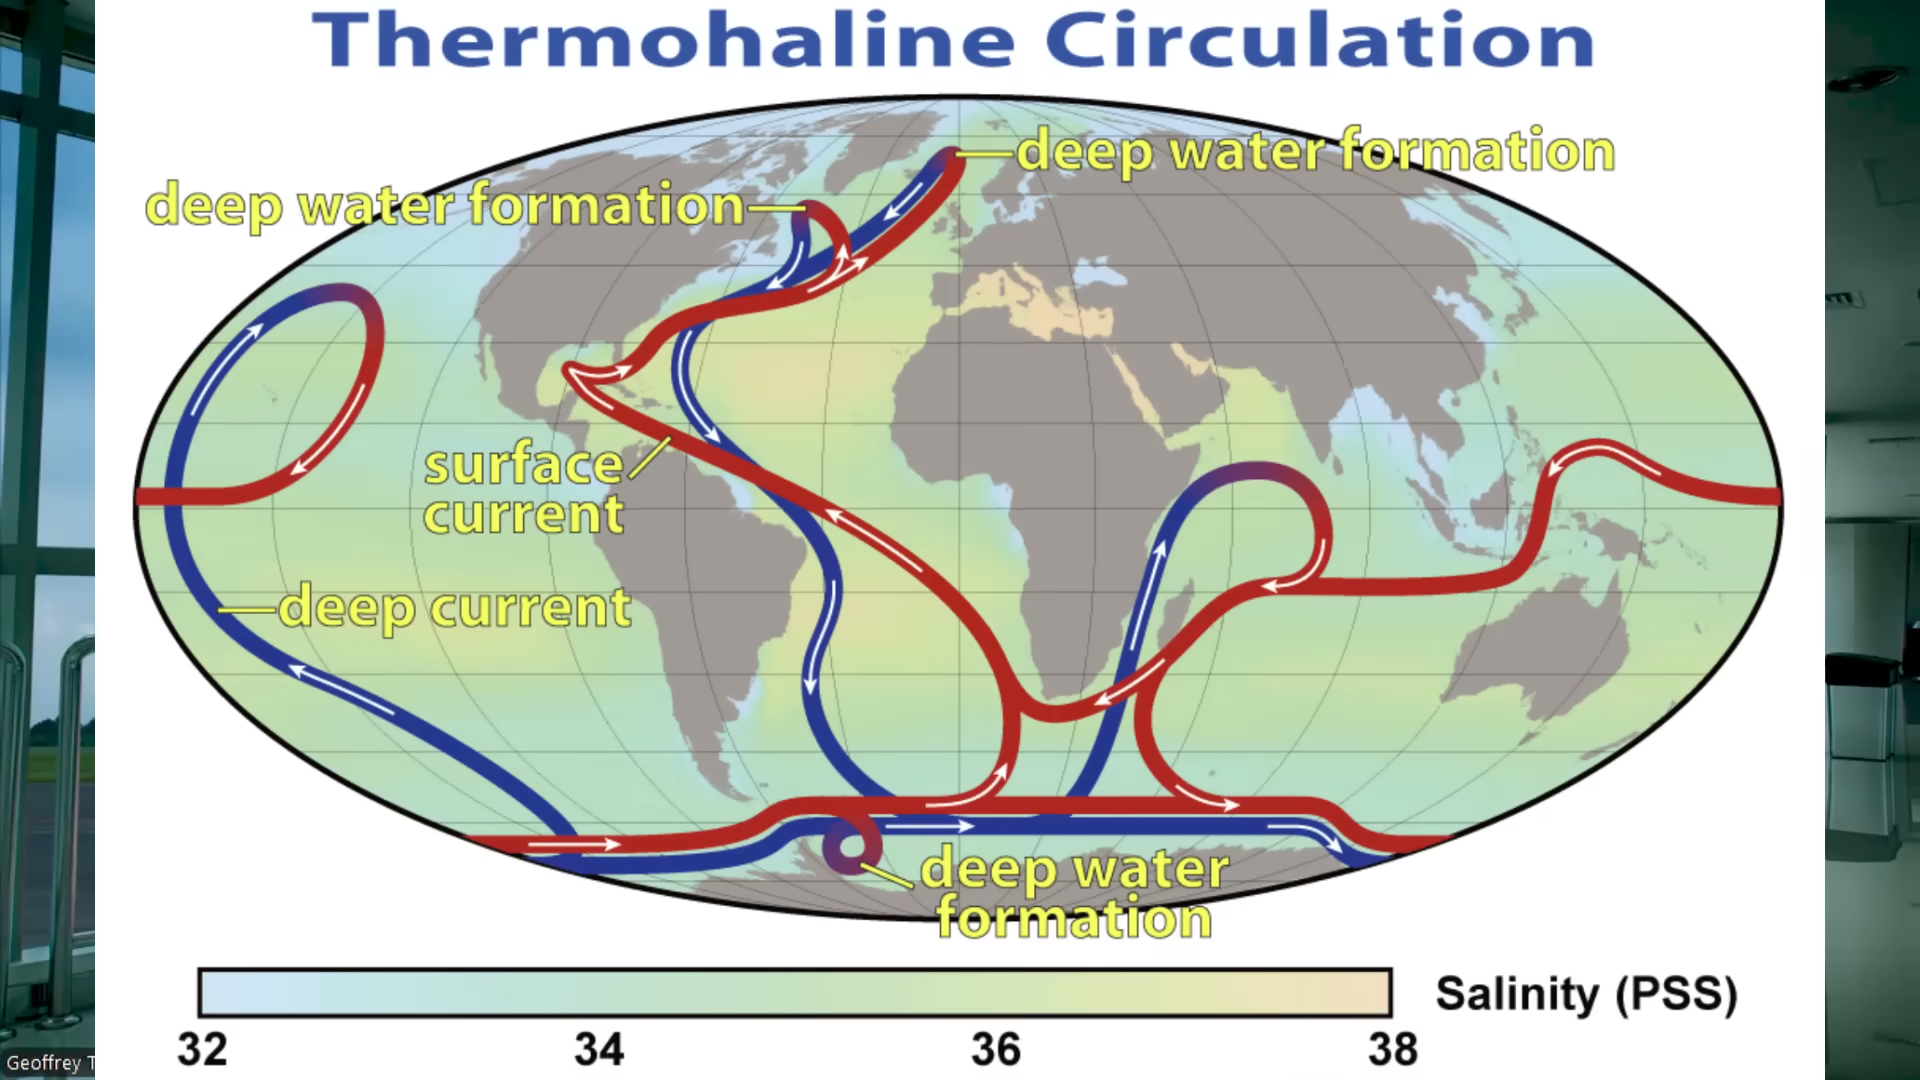 Thermohaline Circulation
deep water formation
deep water formation
surface
current
deep current
deep water
formation
Salinity (PSS)
32 34 36 38
Geoffrey T